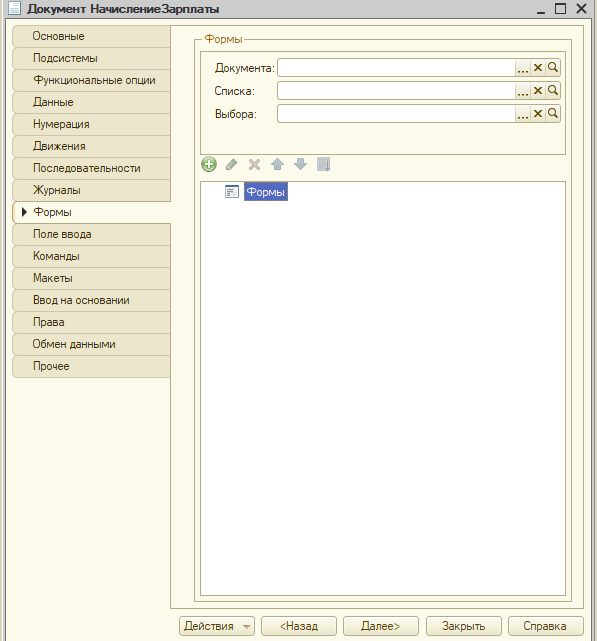 Документ НачислениеЗарплаты
Основные
Подсистемы
Функциональные опции
Данные
Нумерация
Движения
Последовательности
Журналы
Формы
Поле ввода
Команды
Макеты
Ввод на основании
Права
Обмен данными
Прочее
Формы
Документа:
...
Списка:
...
Выбора:
...
Формы
Действия
<Назад
Далее>
Закрыть
Справка